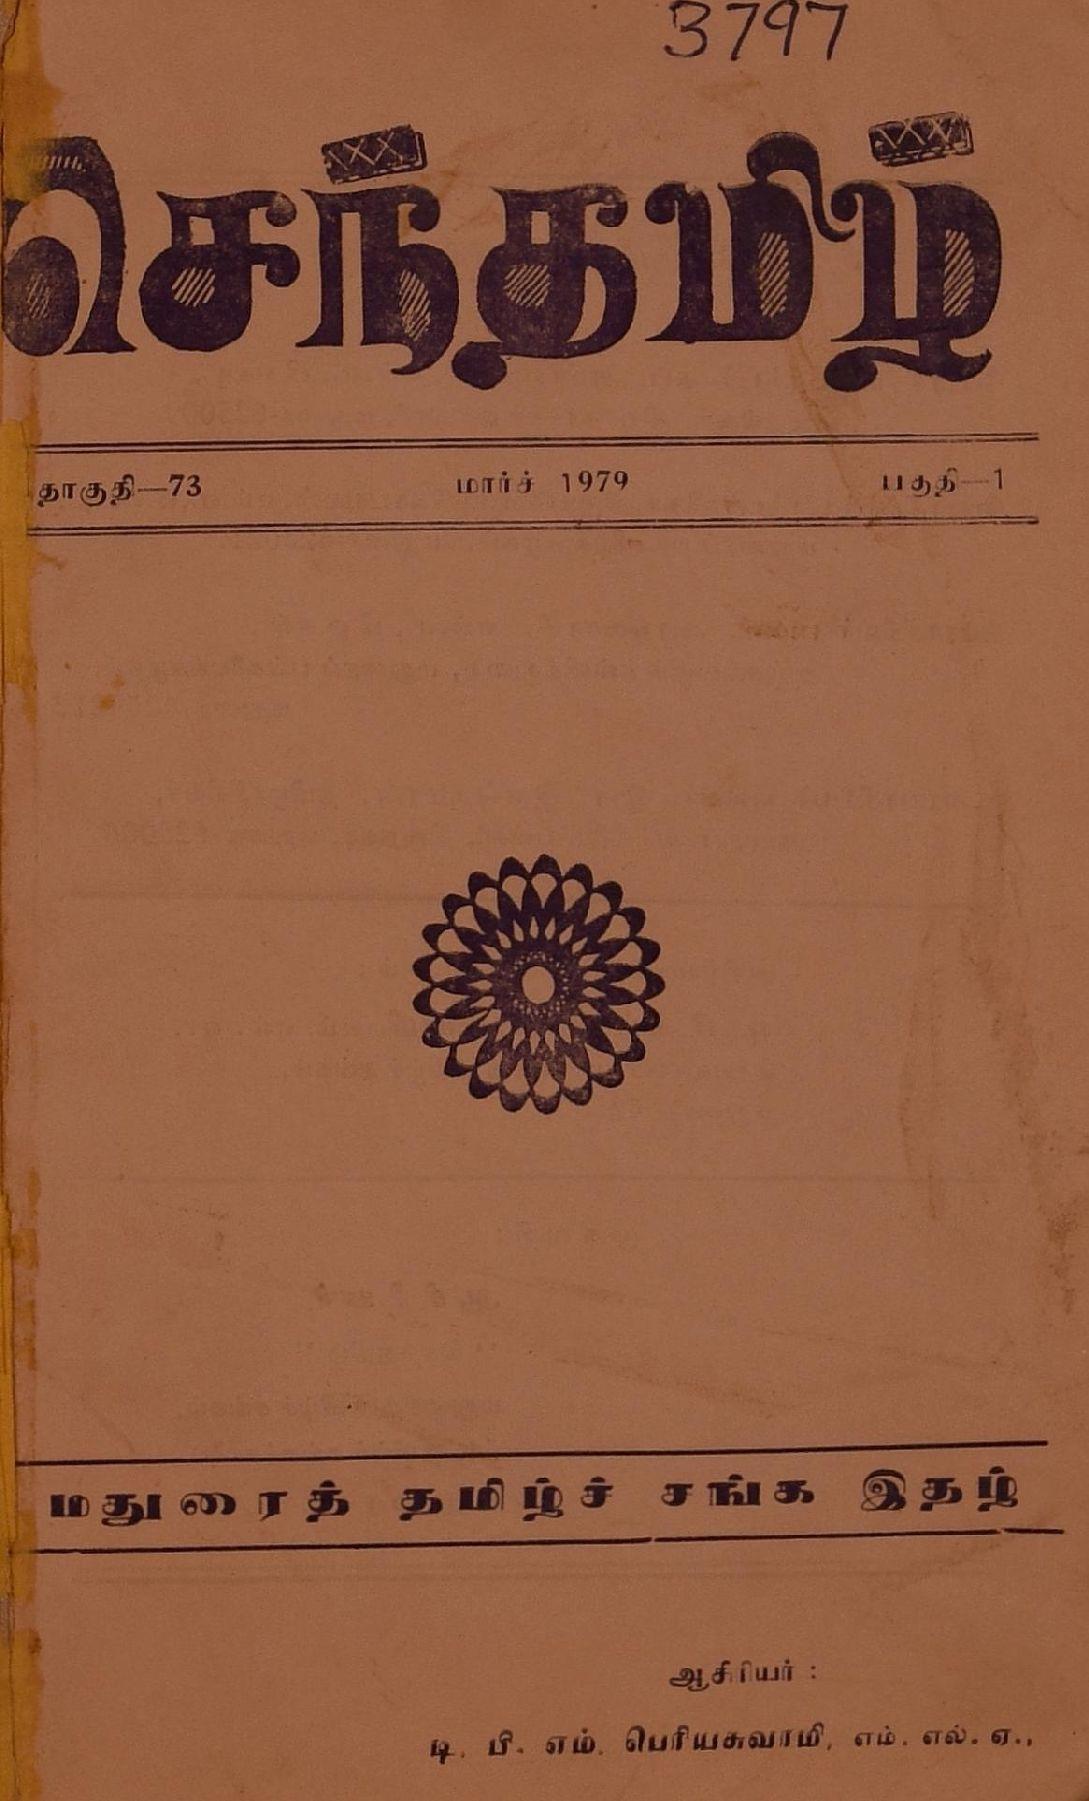 3797
செந்தமிழ்
தாகுதி—73 மார்ச் 1979 பகுதி—1
மதுரைத் தமிழ்ச் சங்க இதழ்
ஆசிரியர் :
டி. பி. எம். பெரியசுவாமி, எம். எல். ஏ.,